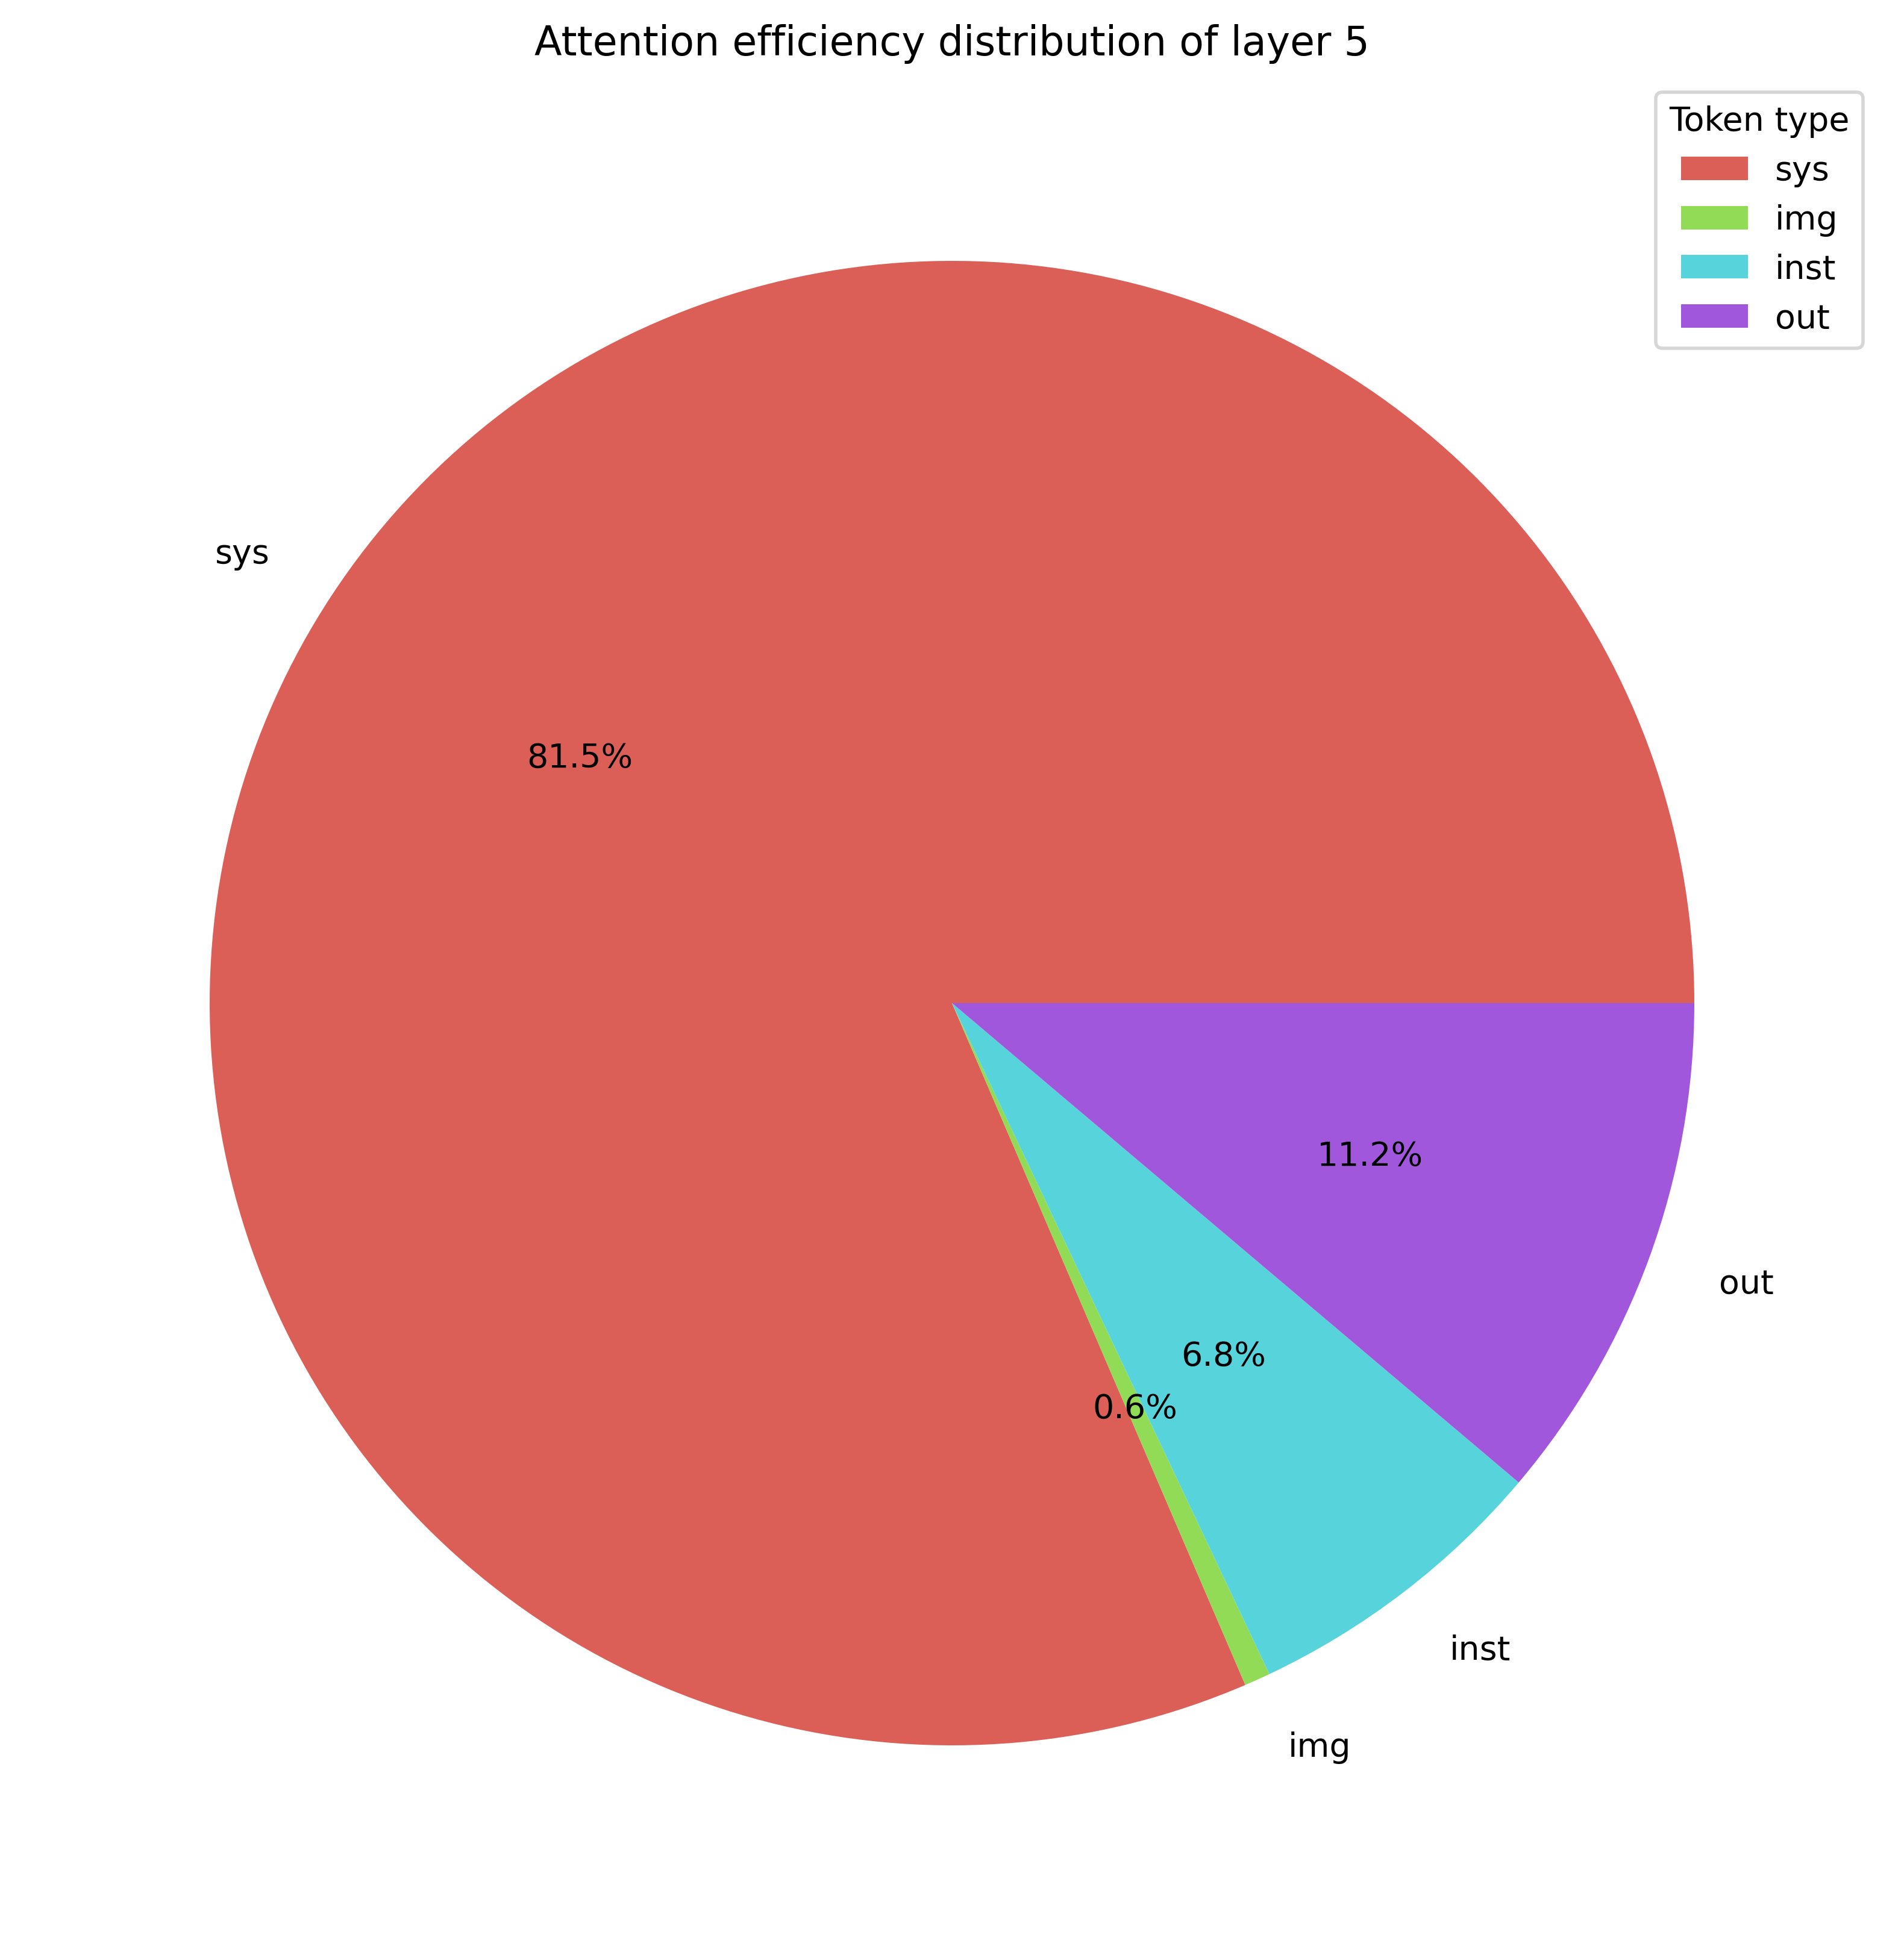 Attention efficiency distribution of layer 5
Token type
sys
img
inst
out
sys
81.5%
11.2%
out
6.8%
0.6%
inst
img